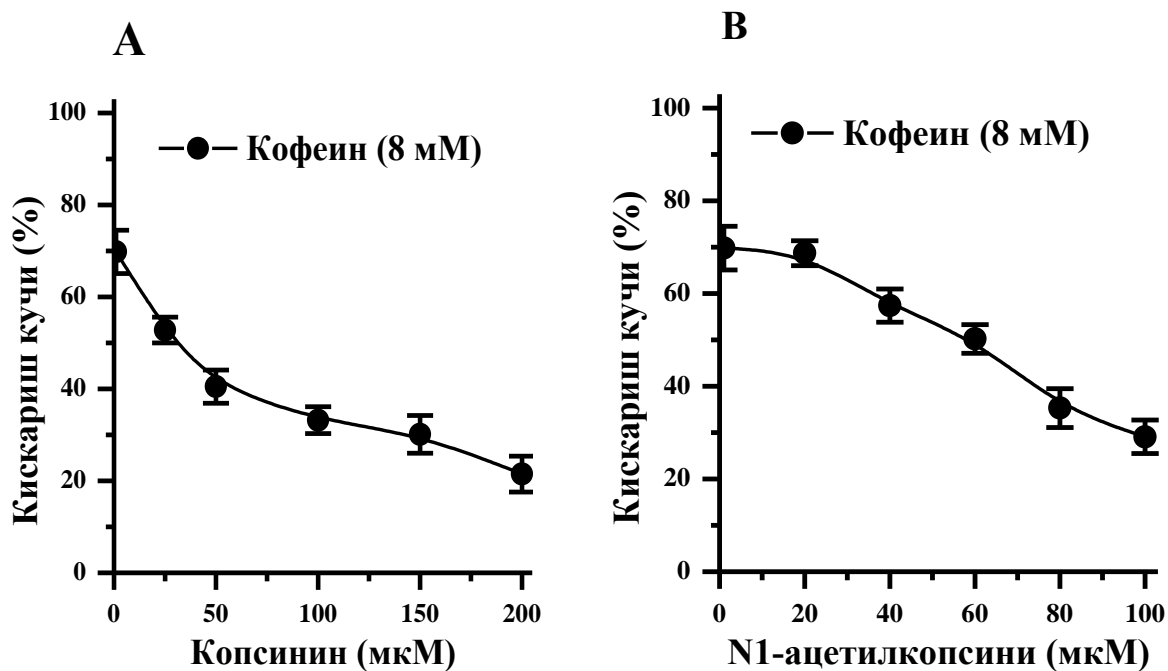 A
Кофеин (8 мМ)
Кискариш кучи (%)
100
80
60
40
20
0
0 50 100 150 200
Копсинин (мкМ)
B
Кофеин (8 мМ)
Кискариш кучи (%)
100
80
60
40
20
0
0 20 40 60 80 100
N1-ацетилкопсини (мкМ)